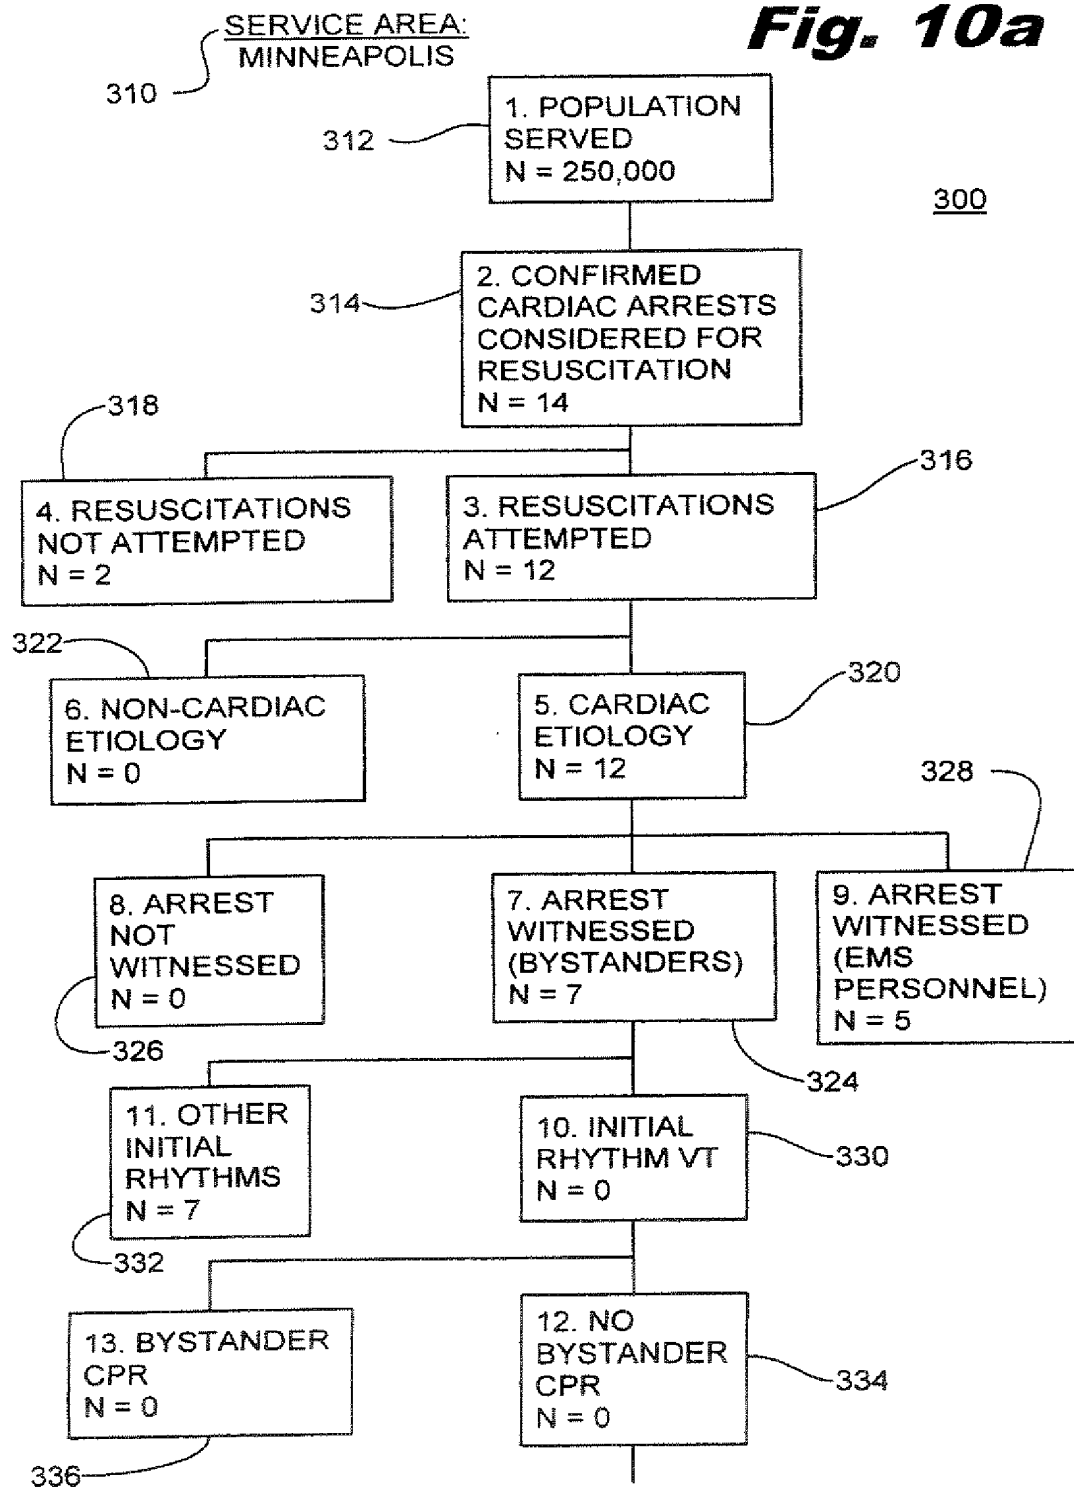 SERVICE AREA:
MINNEAPOLIS
Fig. 10a
310
1. POPULATION
SERVED
N = 250,000
312
300
2. CONFIRMED
CARDIAC ARRESTS
CONSIDERED FOR
RESUSCITATION
N = 14
314
318
316
4. RESUSCITATIONS
NOT ATTEMPTED
N = 2
3. RESUSCITATIONS
ATTEMPTED
N = 12
322
320
6. NON-CARDIAC
ETIOLOGY
N = 0
5. CARDIAC
ETIOLOGY
N = 12
328
8. ARREST
NOT
WITNESSED
N = 0
7. ARREST
WITNESSED
(BYSTANDERS)
N = 7
9. ARREST
WITNESSED
(EMS
PERSONNEL)
N = 5
326
324
11. OTHER
INITIAL
RHYTHMS
N = 7
10. INITIAL
RHYTHM VT
N = 0
330
332
13. BYSTANDER
CPR
N = 0
12. NO
BYSTANDER
CPR
N = 0
334
336